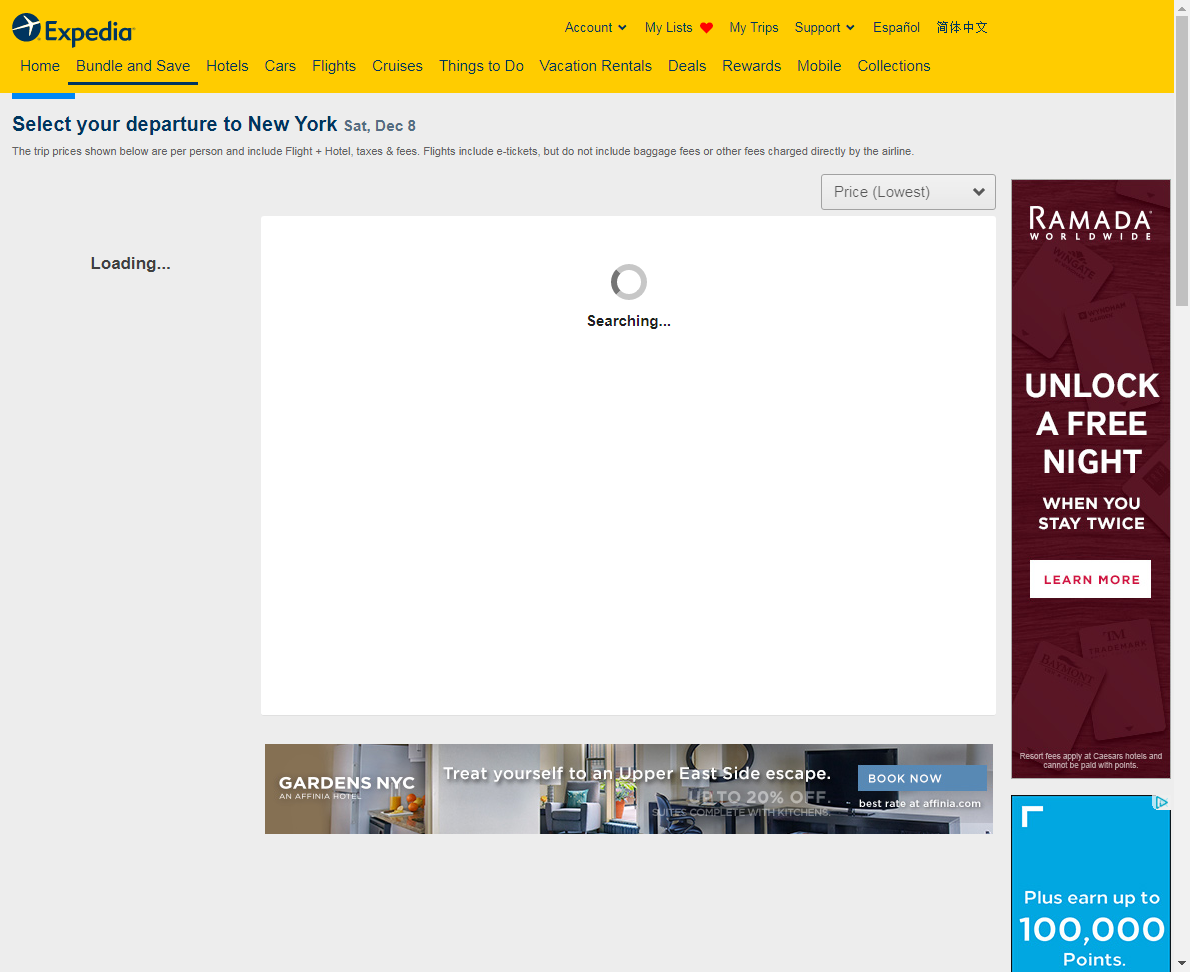 Expedia
Account
My Lists
My Trips
Support
Español
简体中文
Home
Bundle and Save
Hotels
Cars
Flights
Cruises
Things to Do
Vacation Rentals
Deals
Rewards
Mobile
Collections
Select your departure to New York Sat, Dec 8
The trip prices shown below are per person and include Flight + Hotel, taxes & fees. Flights include e-tickets, but do not include baggage fees or other fees charged directly by the airline.
Price (Lowest)
Loading...
Searching...
RAMADA
WORLDWIDE
WINGATE
WYNDHAM
UNLOCK
A FREE
NIGHT
WHEN YOU
STAY TWICE
LEARN MORE
TM
TRADEMARK
BAYMONT
Resort fees apply at Caesars hotels and
cannot be paid with points.
GARDENS NYC
AN AFFINIA HOTEL
Treat yourself to an Upper East Side escape.
UP TO 20% OFF.
SUITES COMPLETE WITH KITCHENS.
BOOK NOW
best rate at affinia.com
Plus earn up to
100,000
Points.